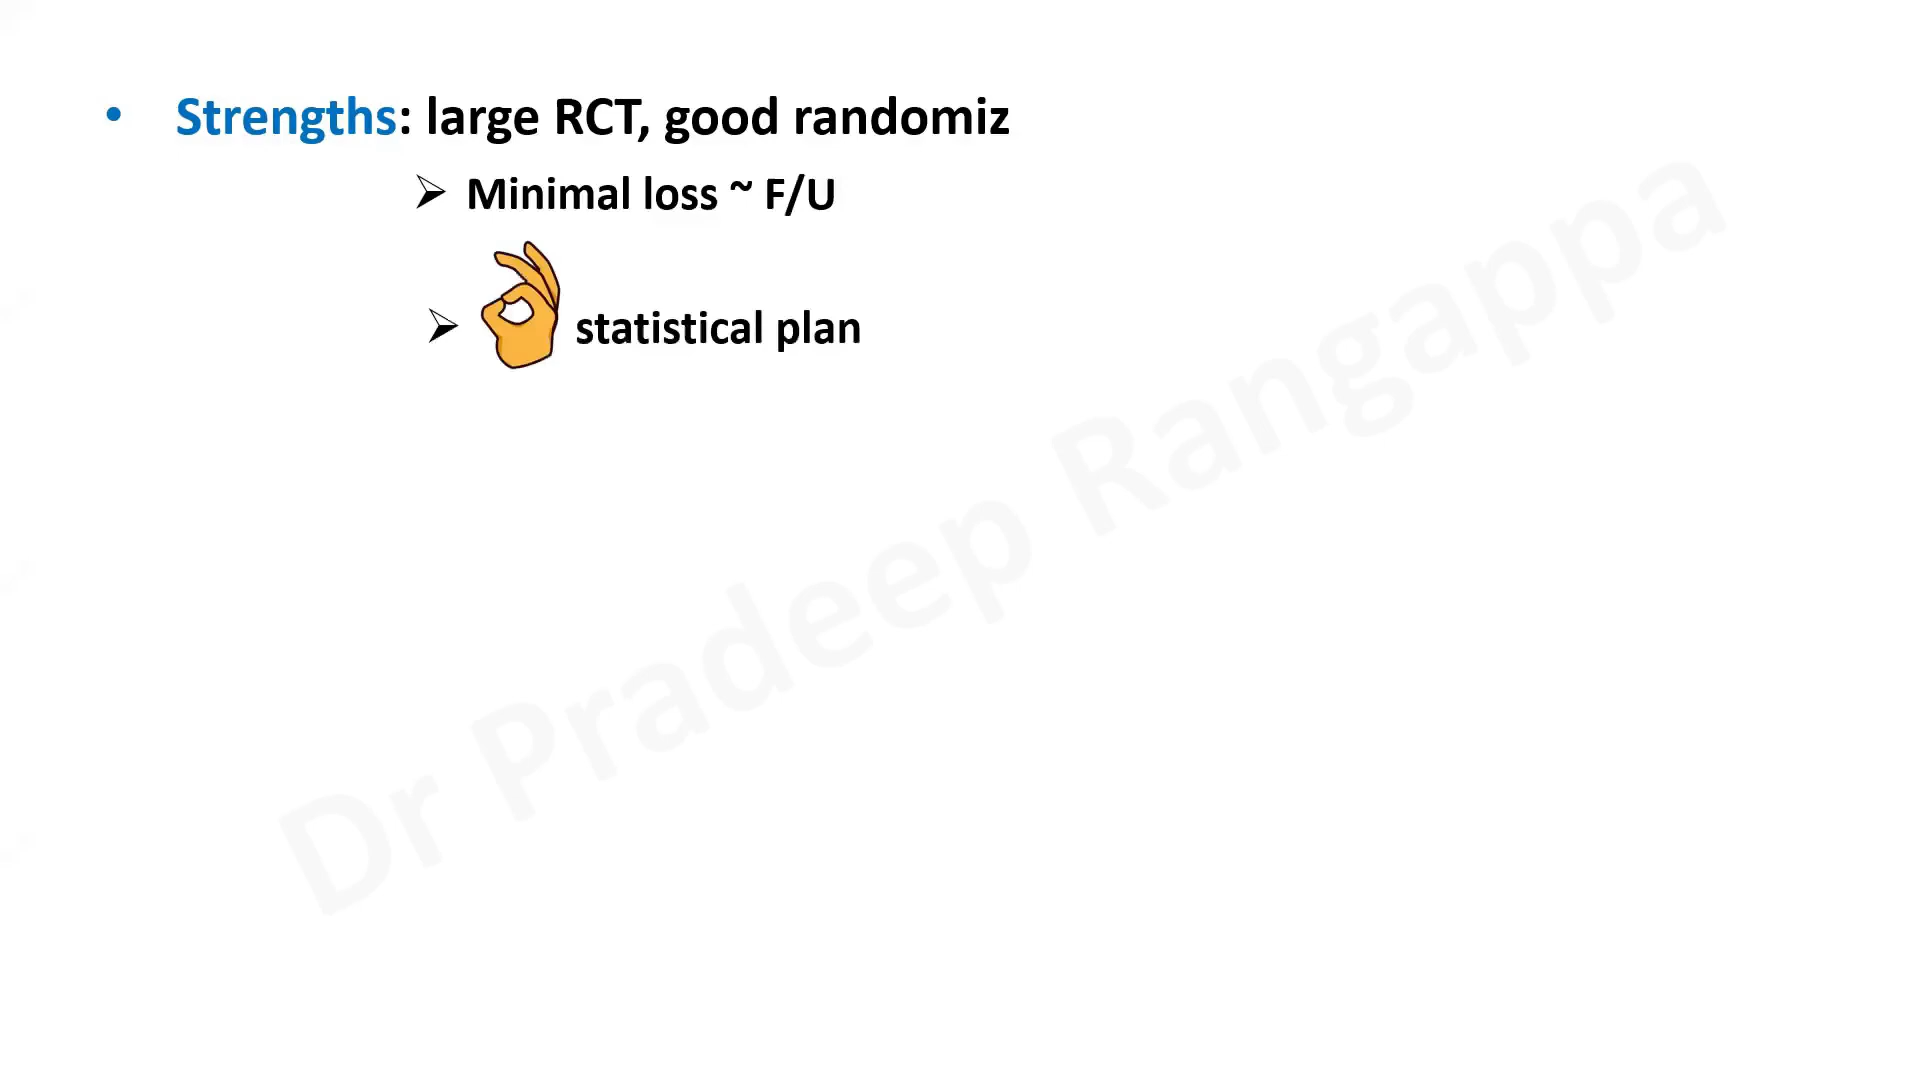 • Strengths: large RCT, good randomiz
➢ Minimal loss ~ F/U
➢ 👌 statistical plan
Dr Pradeep Rangappa